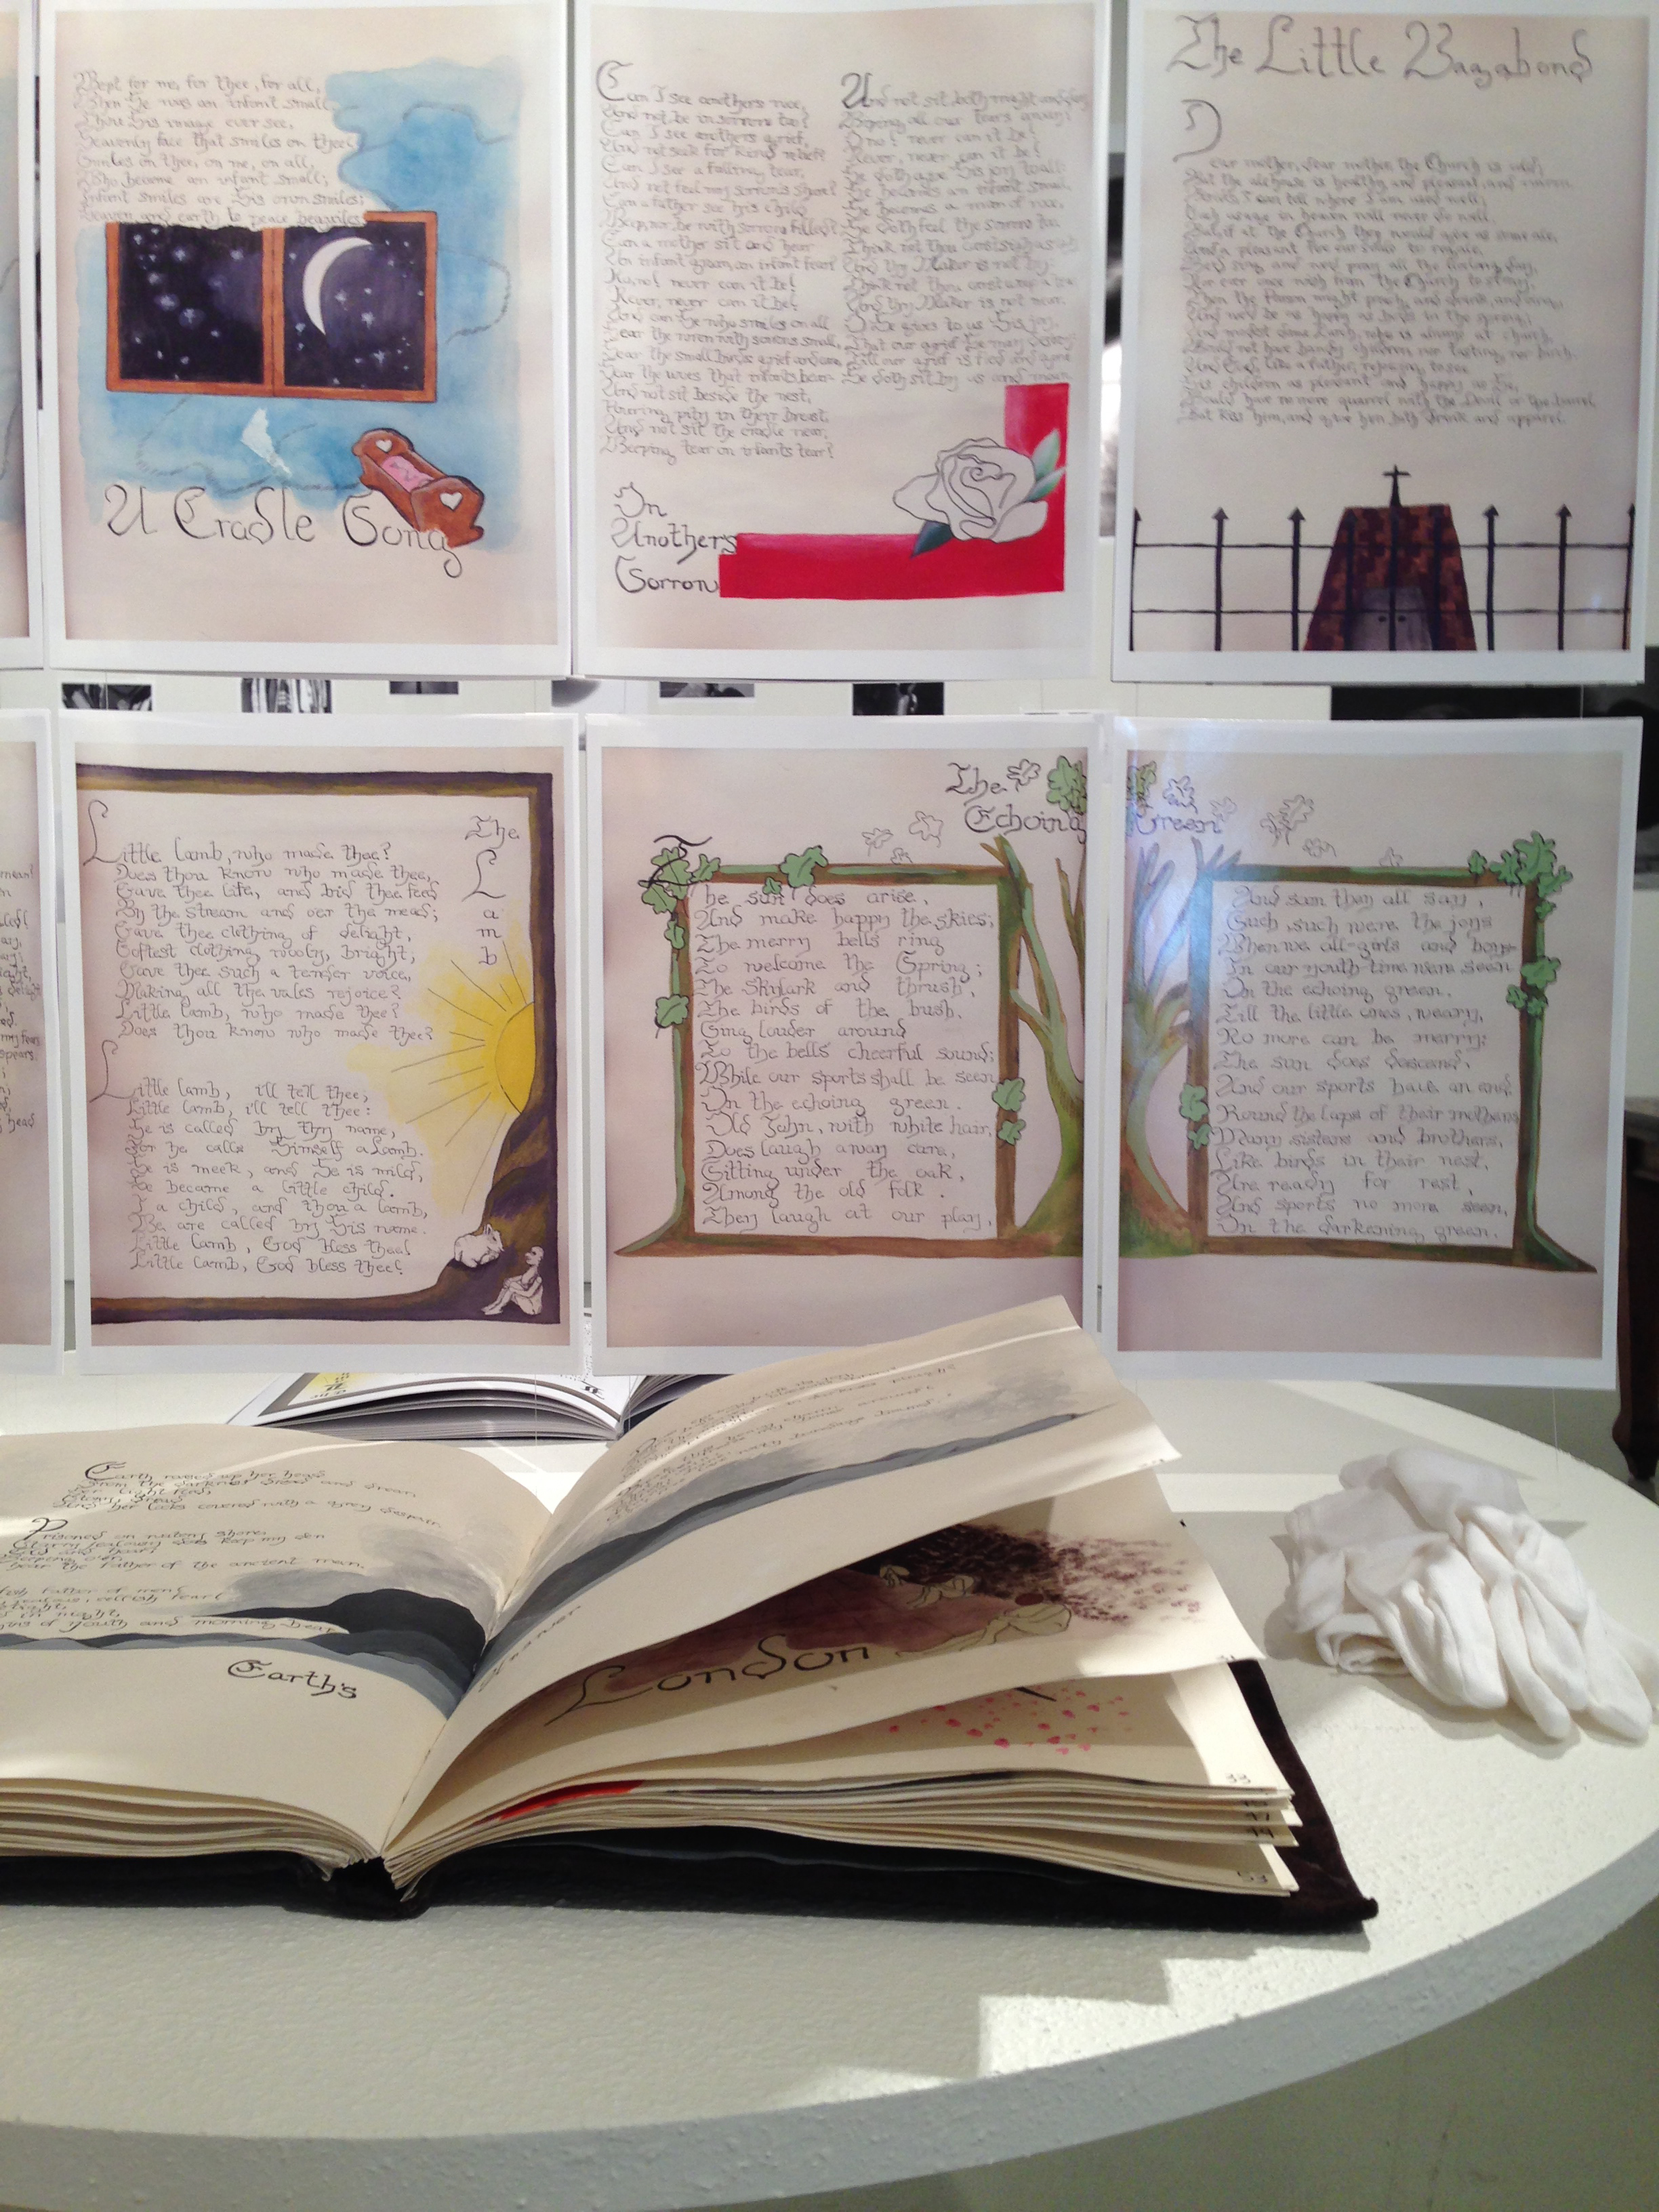 Wept for me, for thee, for all,
When He was an infant small.
Thou His image ever see,
Heavenly face that smiles on thee!
Smiles on thee, on me, on all,
Who became an infant small;
Infant smiles are His own smiles;
Heaven and earth to peace beguiles.
A Cradle Song
Can I see anothers woe,
And not be in sorrow too?
Can I see anothers grief,
And not seek for kind relief?
Can I see a falling tear,
And not feel my sorrows share?
Can a father see his child
Weep, nor be with sorrow filled?
Can a mother sit and hear
An infant groan, an infant fear?
No, no! never can it be!
Never, never can it be!
And can He who smiles on all
Hear the wren with sorrows small,
Hear the small birds grief and care,
Hear the woes that infants bear
And not sit beside the nest,
Pouring pity in their breast,
And not sit the cradle near,
Weeping tear on infants tear?
And not sit both night and day
Wiping all our tears away?
O no! never can it be!
Never, never can it be!
He doth give His joy to all:
He becomes an infant small,
He becomes a man of woe,
He doth feel the sorrow too.
Think not thou canst sigh a
And thy Maker is not by:
Think not thou canst weep a
And thy Maker is not near.
O He gives to us His joy,
That our grief He may destroy:
Till our grief is fled and gone
He doth sit by us and moan
On
Anothers
Sorrow
The Little Vagabond
Dear mother, dear mother, the Church is cold;
But the alehouse is healthy and pleasant, and warm.
Besides, I can tell where I am used well;
Such usage in heaven will never do well.
But, if at the Church they would give us some ale,
And a pleasant fire our souls to regale,
We'd sing and we'd pray all the livelong day,
Nor ever once wish from the Church to stray.
Then the Parson might preach, and drink, and sing,
And we'd be as happy as birds in the spring;
And modest Dame Lurch, who is always at church,
Would not have bandy children nor fasting nor birch.
And God, like a father, rejoicing to see
His children as pleasant and happy as He,
Would have no more quarrel with the Devil or the barrel,
But kiss him, and give him both drink and apparel.
The
Lamb
Little lamb, who made thee?
Does thou know who made thee,
Gave thee life, and bid thee feed
By the stream and oer the mead;
Gave thee clothing of delight,
Softest clothing, wooly, bright;
Gave thee such a tender voice,
Making all the vales rejoice?
Little lamb, who made thee?
Does thou know who made thee?
Little lamb, i'll tell thee;
Little lamb, i'll tell thee:
He is called by thy name,
For he calls Himself a Lamb.
He is meek, and He is mild,
He became a little child.
I a child, and thou a lamb,
We are called by His name.
Little lamb, God bless thee!
Little lamb, God bless thee!
The
Echoing
The sun does arise,
And make happy the skies;
The merry bells ring
To welcome the Spring;
The skylark and thrush,
The birds of the bush,
Sing louder around
To the bells cheerful sound;
While our sports shall be seen
On the echoing green.
Old John, with white hair,
Does laugh away care,
Sitting under the oak,
Among the old folk.
They laugh at our play,
Green
And soon they all say,
Such, such were the joys
When we all-girls and boys-
In our youth-time were seen
On the echoing green.
Till the little ones, weary,
No more can be merry:
The sun does descend,
And our sports have an end.
Round the laps of their mothers
Many sisters and brothers,
Like birds in their nest,
Are ready for rest,
And sports no more seen,
On the darkening green.
Earth raised up her head
From the darkness dread and drear,
Her light fled,
Stony, dread,
And her locks covered with a grey despair.
Prisoned on watery shore,
Starry jealousy does keep my den
Cold and hoar;
Weeping oer,
hear the father of the ancient men.
father of men!
selfish fear!
night,
of youth and morning bear
Earth's
Answer
London
33
53